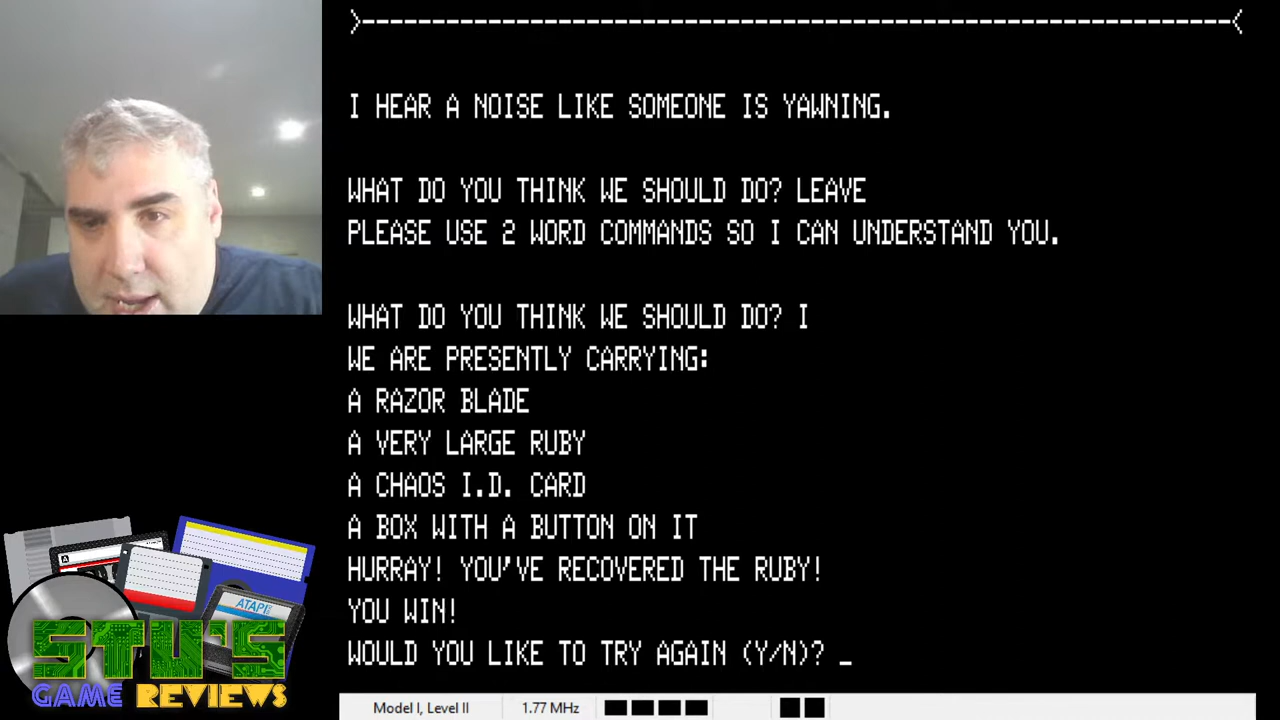 I HEAR A NOISE LIKE SOMEONE IS YAWNING.
WHAT DO YOU THINK WE SHOULD DO? LEAVE
PLEASE USE 2 WORD COMMANDS SO I CAN UNDERSTAND YOU.
WHAT DO YOU THINK WE SHOULD DO? I
WE ARE PRESENTLY CARRYING:
A RAZOR BLADE
A VERY LARGE RUBY
A CHAOS I.D. CARD
A BOX WITH A BUTTON ON IT
HURRAY! YOU'VE RECOVERED THE RUBY!
YOU WIN!
WOULD YOU LIKE TO TRY AGAIN (Y/N)? _
ATAPI
STU'S
GAME REVIEWS
Model I, Level II
1.77 MHz